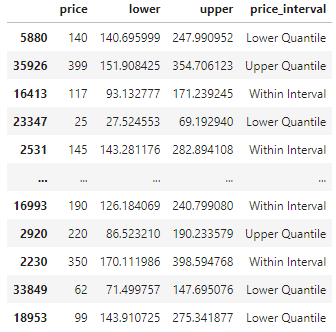 price lower upper price_interval
5880 140 140.695999 247.990952 Lower Quantile
35926 399 151.908425 354.706123 Upper Quantile
16413 117 93.132777 171.239245 Within Interval
23347 25 27.524553 69.192940 Lower Quantile
2531 145 143.281176 282.894108 Within Interval
... ... ... ... ...
16993 190 126.184069 240.799080 Within Interval
2920 220 86.523210 190.233579 Upper Quantile
2230 350 170.111986 398.594768 Within Interval
33849 62 71.499757 147.695076 Lower Quantile
18953 99 143.910725 275.341877 Lower Quantile